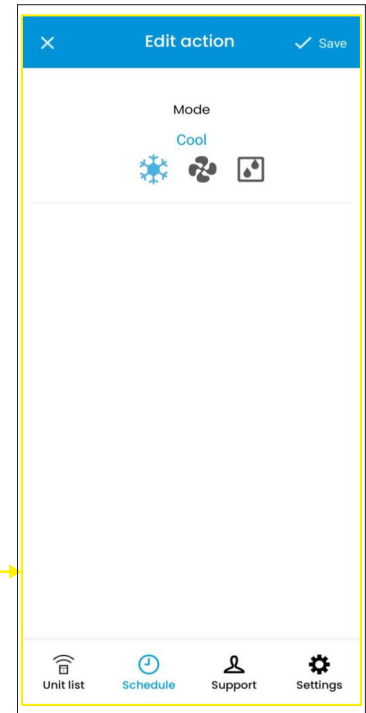 Edit action
Save
Mode
Cool
Unit list
Schedule
Support
Settings